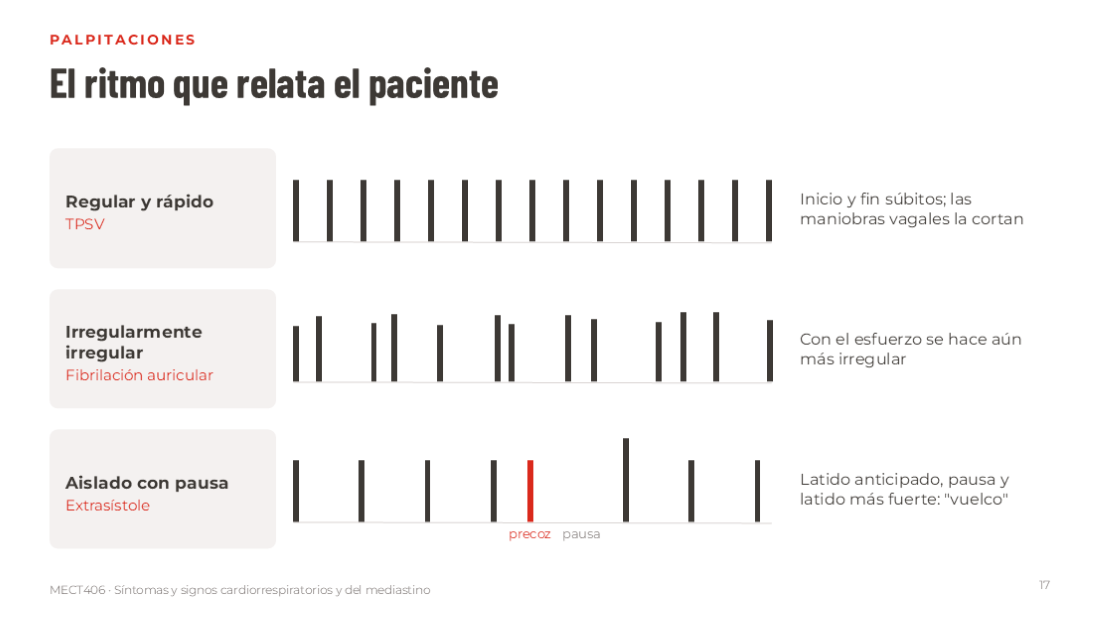 PALPITACIONES
El ritmo que relata el paciente
Regular y rápido
TPSV
Inicio y fin súbitos; las
maniobras vagales la cortan
Irregularmente
irregular
Fibrilación auricular
Con el esfuerzo se hace aún
más irregular
Aislado con pausa
Extrasístole
precoz pausa
Latido anticipado, pausa y
latido más fuerte: "vuelco"
MECT406 · Síntomas y signos cardiorrespiratorios y del mediastino
17